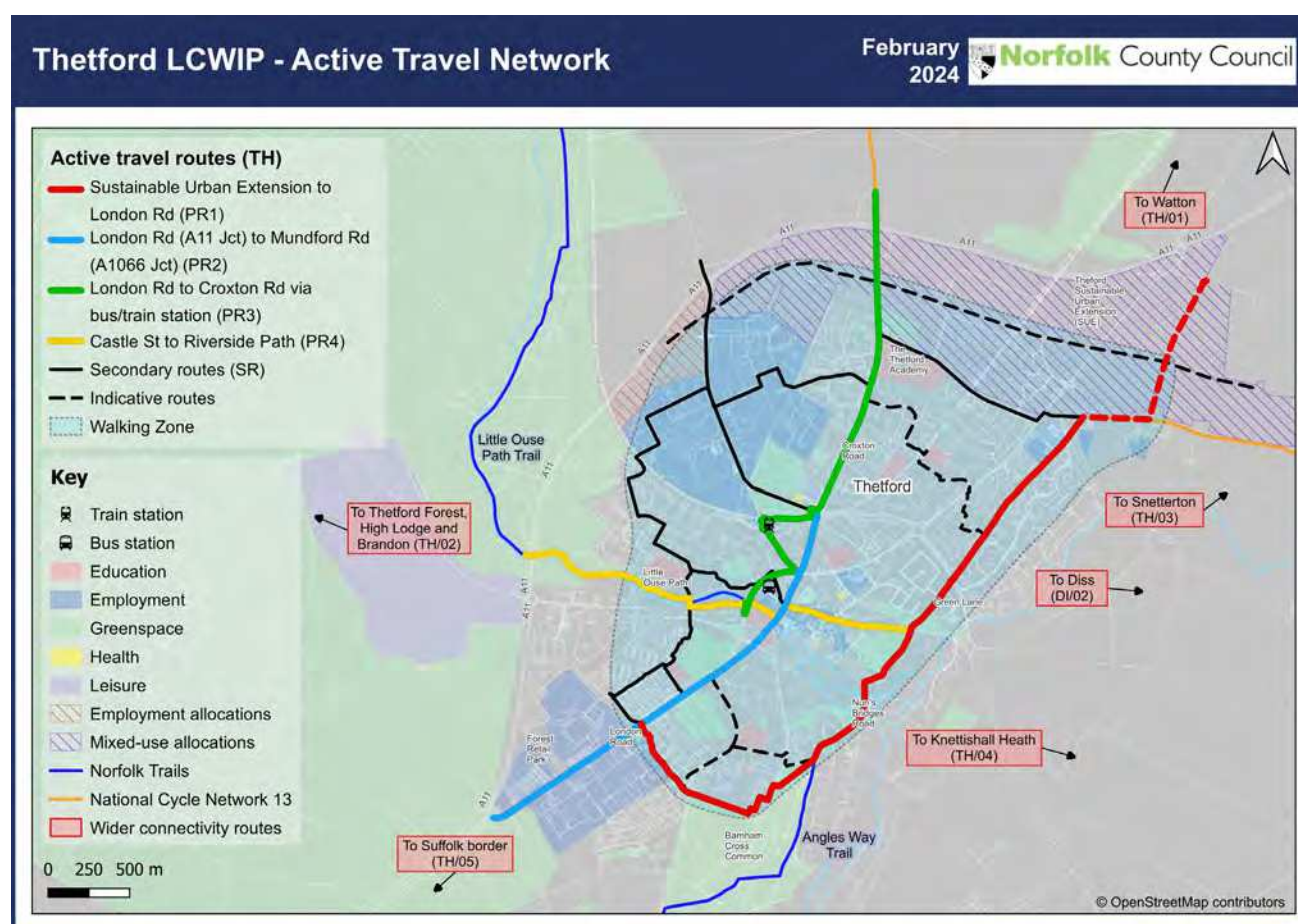 Thetford LCWIP - Active Travel Network
February
2024
Norfolk County Council
Active travel routes (TH)
Sustainable Urban Extension to
London Rd (PR1)
London Rd (A11 Jct) to Mundford Rd
(A1066 Jct) (PR2)
London Rd to Croxton Rd via
bus/train station (PR3)
Castle St to Riverside Path (PR4)
Secondary routes (SR)
Indicative routes
Walking Zone
Key
Train station
Bus station
Education
Employment
Greenspace
Health
Leisure
Employment allocations
Mixed-use allocations
Norfolk Trails
National Cycle Network 13
Wider connectivity routes
0 250 500 m
To Watton
(TH/01)
A11
A11
A11
A11
A11
Thetford
Sustainable
Urban
Extension
(SUE)
The
Thetford
Academy
Little Ouse
Path Trail
A11
Croxton
Road
Thetford
To Thetford Forest,
High Lodge and
Brandon (TH/02)
To Snetterton
(TH/03)
Little
Ouse Path
To Diss
(DI/02)
A11
A11
Green Lane
Nun's
Bridges
Road
London
Road
Forest
Retail
Park
To Knettishall Heath
(TH/04)
A11
To Suffolk border
(TH/05)
Barnham
Cross
Common
Angles Way
Trail
© OpenStreetMap contributors